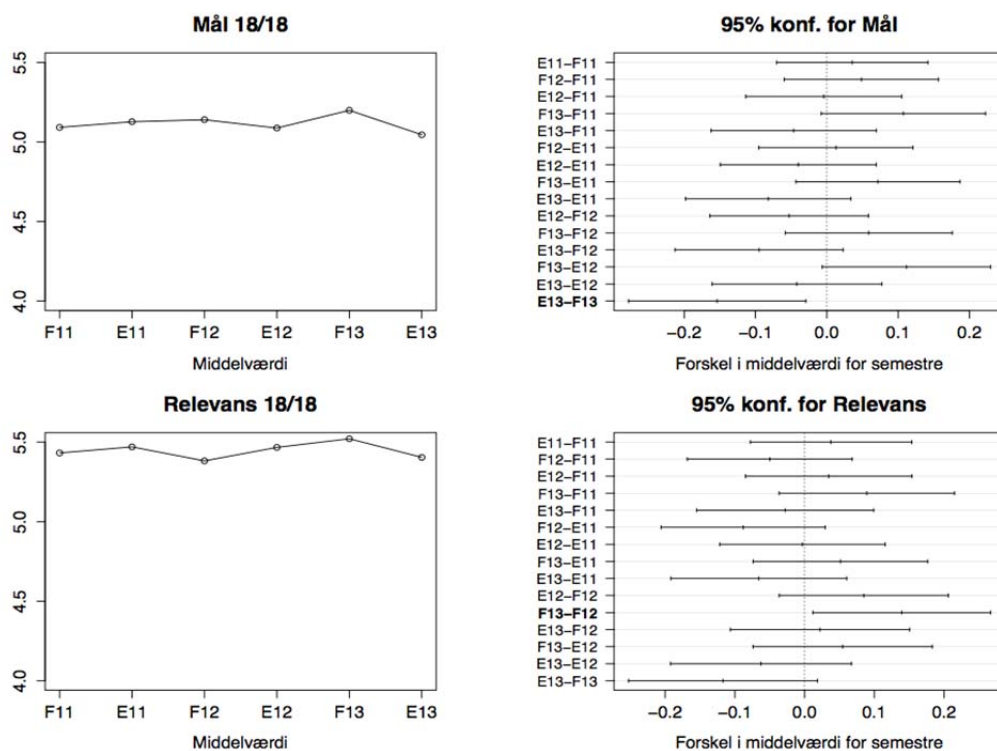 Mål 18/18
5.5
5.0
4.5
4.0
F11 E11 F12 E12 F13 E13
Middelværdi
95% konf. for Mål
E11−F11
F12−F11
E12−F11
F13−F11
E13−F11
F12−E11
E12−E11
F13−E11
E13−E11
E12−F12
F13−F12
E13−F12
F13−E12
E13−E12
E13−F13
−0.2 −0.1 0.0 0.1 0.2
Forskel i middelværdi for semestre
Relevans 18/18
5.5
5.0
4.5
4.0
F11 E11 F12 E12 F13 E13
Middelværdi
95% konf. for Relevans
E11−F11
F12−F11
E12−F11
F13−F11
E13−F11
F12−E11
E12−E11
F13−E11
E13−E11
E12−F12
F13−F12
E13−F12
F13−E12
E13−E12
E13−F13
−0.2 −0.1 0.0 0.1 0.2
Forskel i middelværdi for semestre